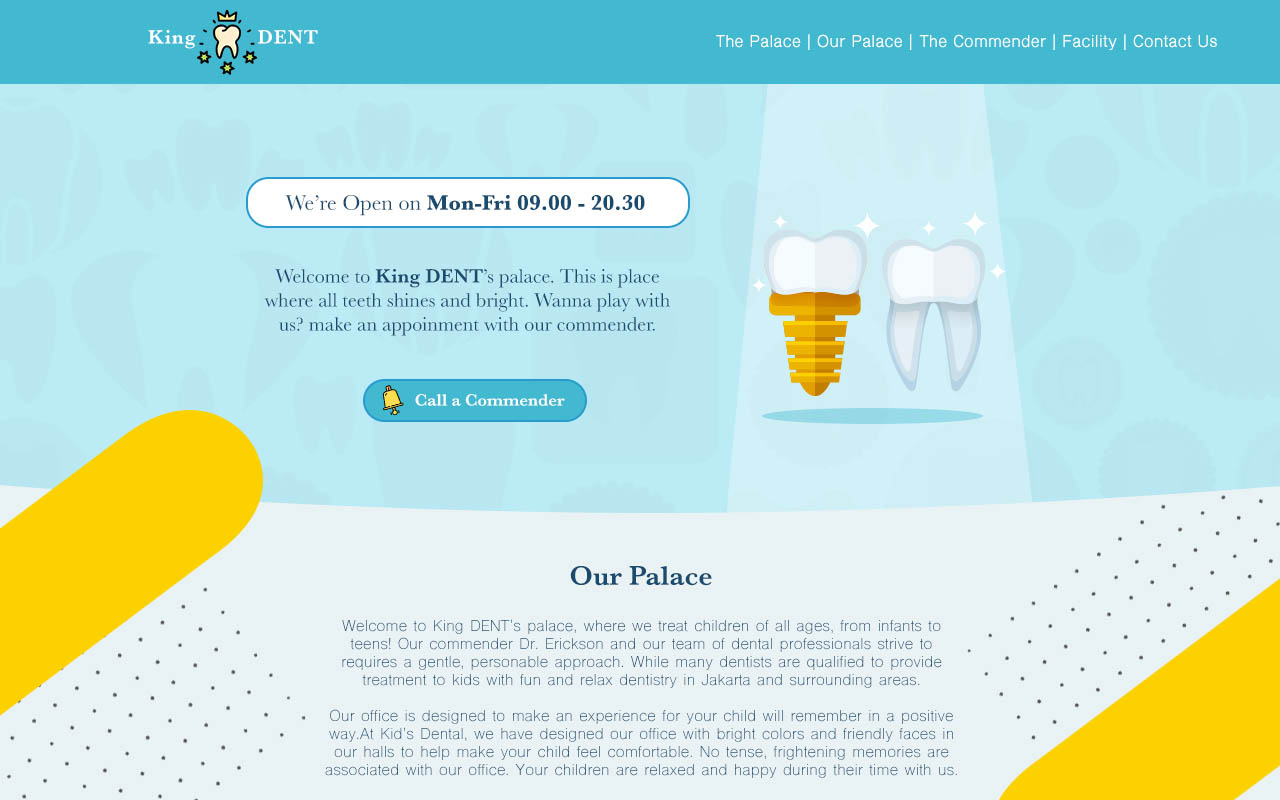 King DENT
The Palace | Our Palace | The Commender | Facility | Contact Us
We're Open on Mon-Fri 09.00 - 20.30
Welcome to King DENT's palace. This is place
where all teeth shines and bright. Wanna play with
us? make an appoinment with our commender.
Call a Commender
Our Palace
Welcome to King DENT's palace, where we treat children of all ages, from infants to
teens! Our commender Dr. Erickson and our team of dental professionals strive to
requires a gentle, personable approach. While many dentists are qualified to provide
treatment to kids with fun and relax dentistry in Jakarta and surrounding areas.
Our office is designed to make an experience for your child will remember in a positive
way.At Kid's Dental, we have designed our office with bright colors and friendly faces in
our halls to help make your child feel comfortable. No tense, frightening memories are
associated with our office. Your children are relaxed and happy during their time with us.